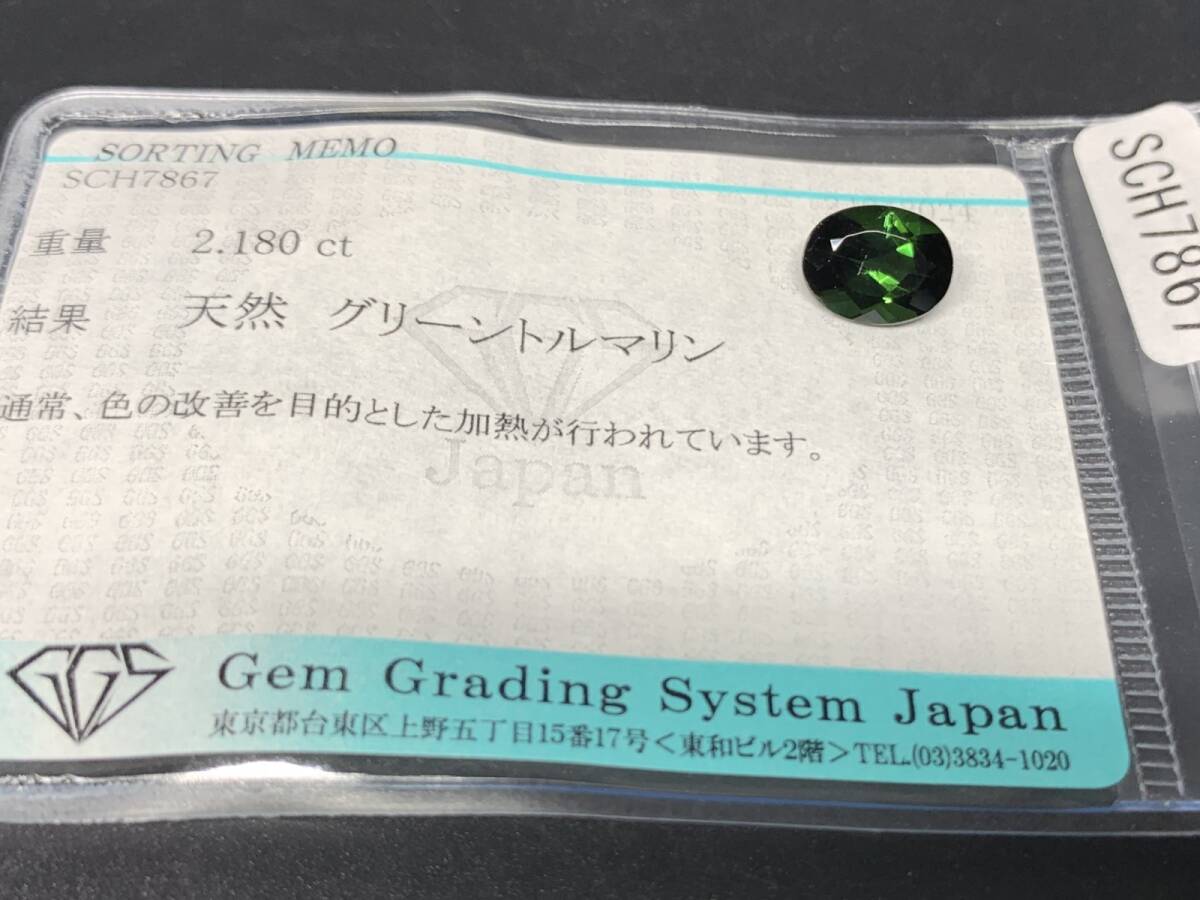 SORTING MEMO
SCH7867
重量 2.180 ct
結果 天然 グリーントルマリン
通常、色の改善を目的とした加熱が行われています。
Japan
GGS Gem Grading System Japan
東京都台東区上野五丁目15番17号<東和ビル2階>TEL.(03)3834-1020
SCH7867